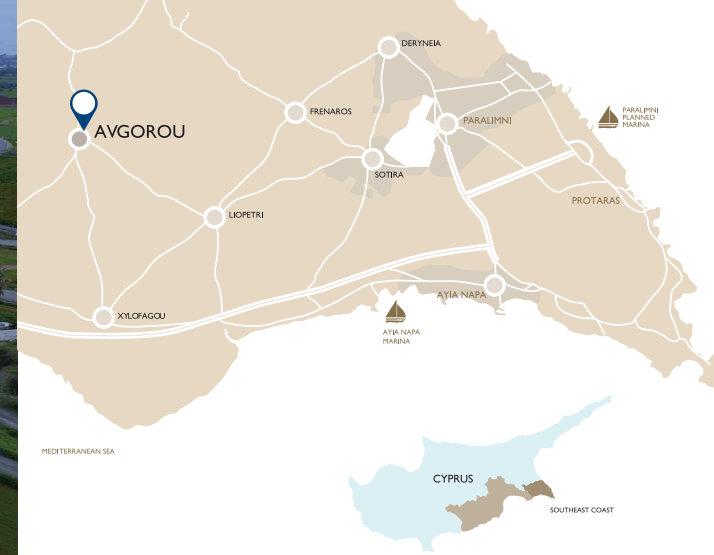 DERYNEIA
FRENAROS
PARALIMNI
PLANNED
MARINA
PARALIMNI
AVGOROU
SOTIRA
PROTARAS
LIOPETRI
AYIA NAPA
XYLOFAGOU
AYIA NAPA
MARINA
MEDITERRANEAN SEA
CYPRUS
SOUTHEAST COAST